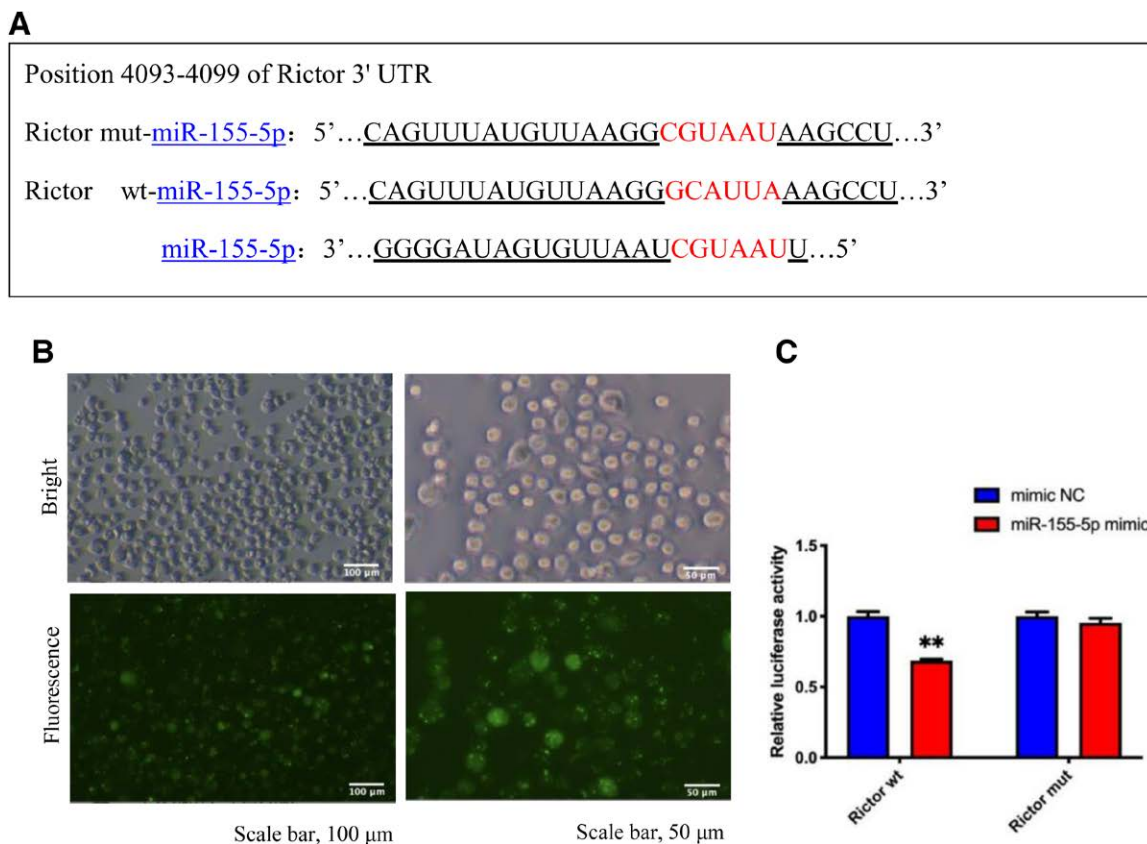 A
Position 4093-4099 of Rictor 3' UTR
Rictor mut-miR-155-5p: 5’…CAGUUUAUGUUAAGGCGUAAUAAGCCU…3’
Rictor wt-miR-155-5p: 5’…CAGUUUAUGUUAAGGGCAUUAAAGCCU…3’
miR-155-5p: 3’…GGGGAUAGUGUUAAUCGUAAUU…5’
B
Bright
100 µm
50 µm
Fluorescence
100 µm
50 µm
Scale bar, 100 µm
Scale bar, 50 µm
C
mimic NC
miR-155-5p mimic
Relative luciferase activity
1.5
1.0
0.5
0.0
**
Rictor wt
Rictor mut